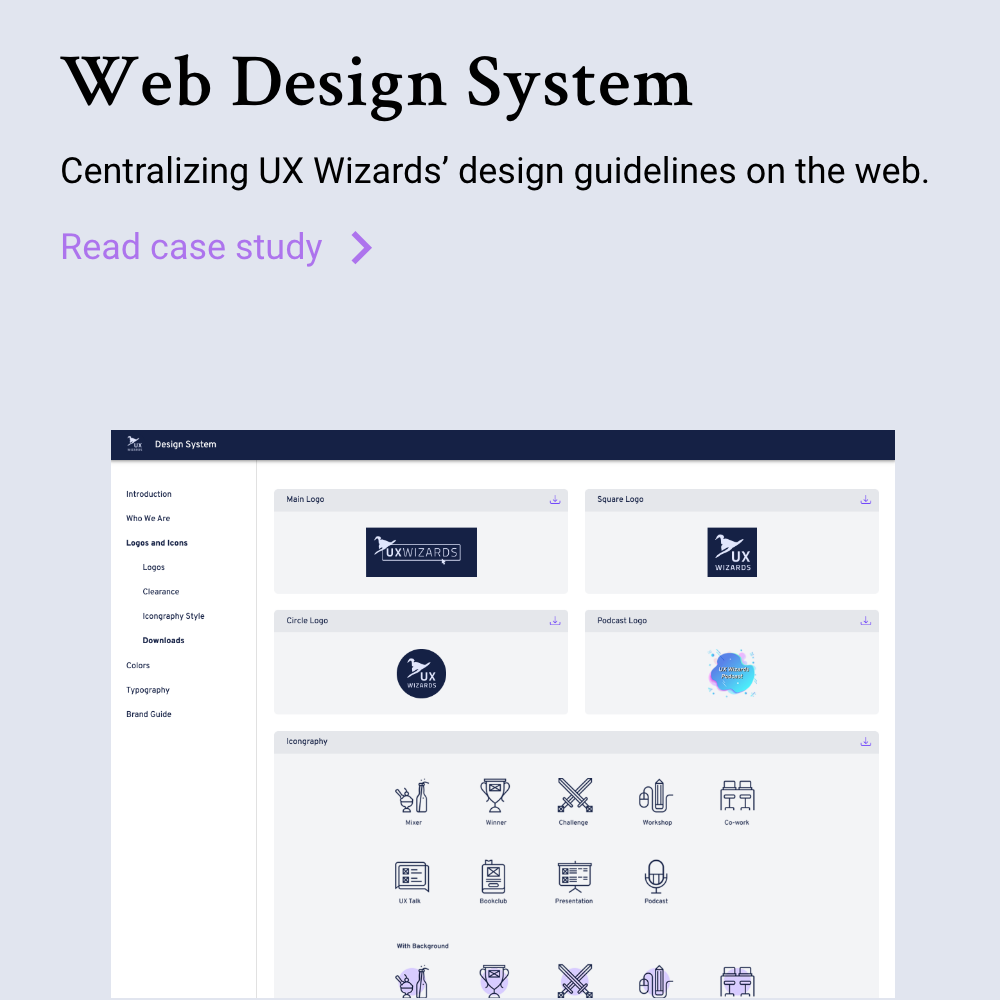 Web Design System
Centralizing UX Wizards’ design guidelines on the web.
Read case study
UX
WIZARDS
Design System
Introduction
Who We Are
Logos and Icons
Logos
Clearance
Icongraphy Style
Downloads
Colors
Typography
Brand Guide
Main Logo
UXWIZARDS
Square Logo
UX
WIZARDS
Circle Logo
UX
WIZARDS
Podcast Logo
UX Wizards
Podcast
Icongraphy
Mixer
Winner
Challenge
Workshop
Co-work
UX Talk
Bookclub
Presentation
Podcast
With Background